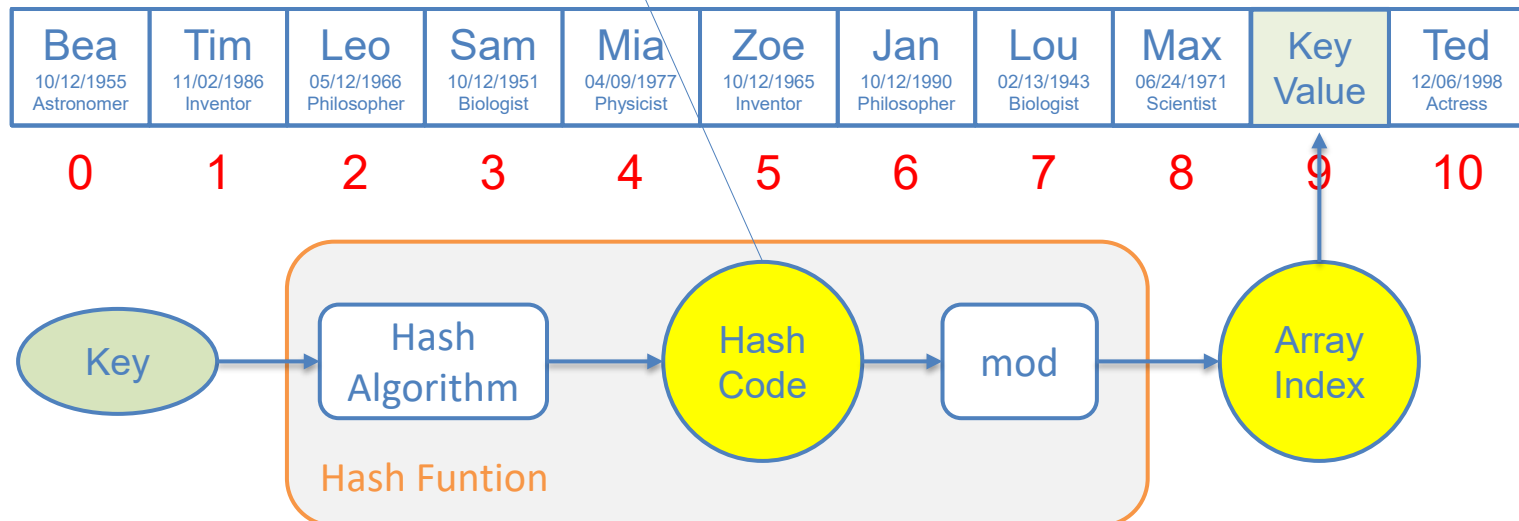 Bea Tim Leo Sam Mia Zoe Jan Lou Max Key Ted
10/12/1955 11/02/1986 05/12/1966 10/12/1951 04/09/1977 10/12/1965 10/12/1990 02/13/1943 06/24/1971 Value 12/06/1998
Astronomer Inventor Philosopher Biologist Physicist Inventor Philosopher Biologist Scientist Actress
0 1 2 3 4 5 6 7 8 9 10
Key
Hash
Algorithm
Hash
Code
mod
Array
Index
Hash Funtion